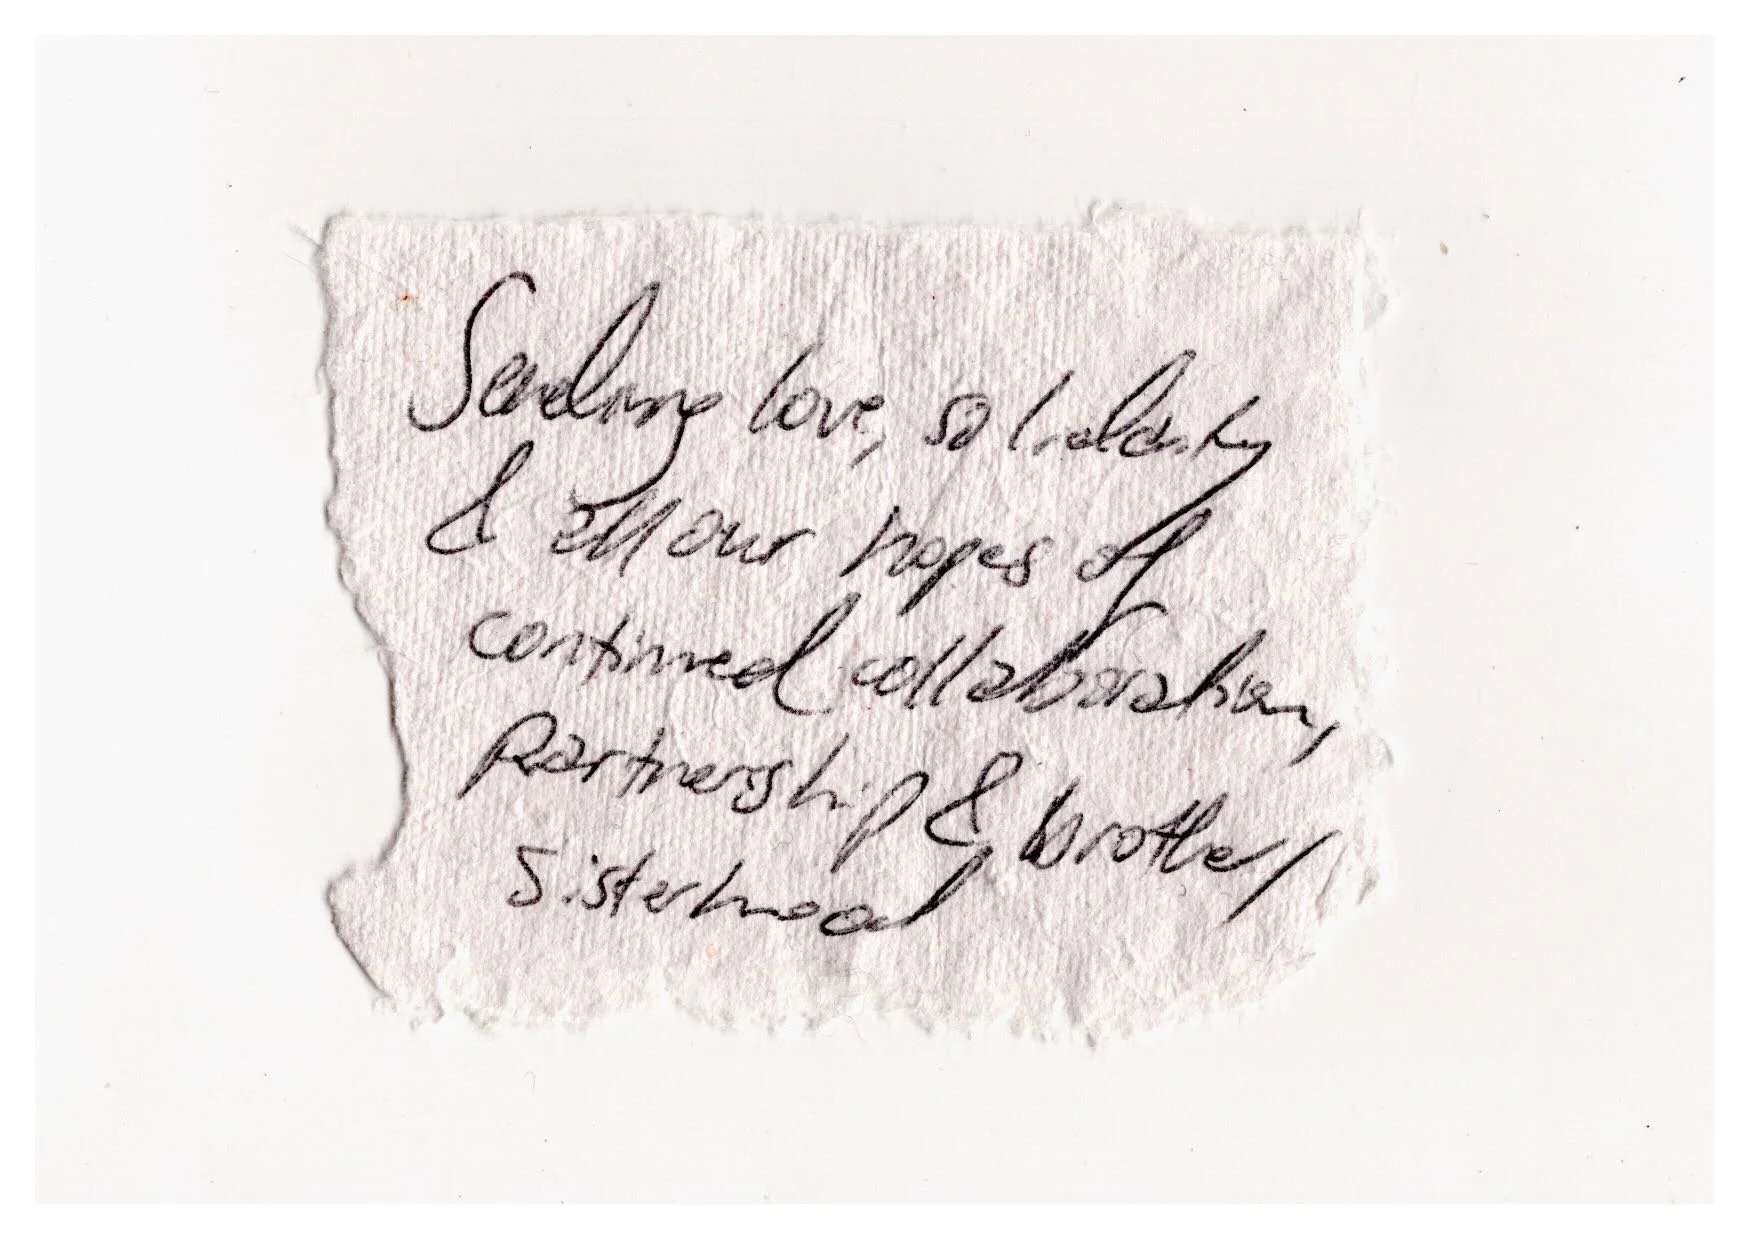 Sending love, solidarity
& all our hopes of
continued collaboration,
Partnership & brother/
Sisterhood